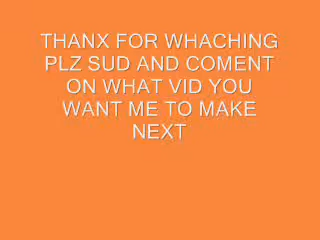 THANX FOR WHACHING
PLZ SUD AND COMENT
ON WHAT VID YOU
WANT ME TO MAKE
NEXT